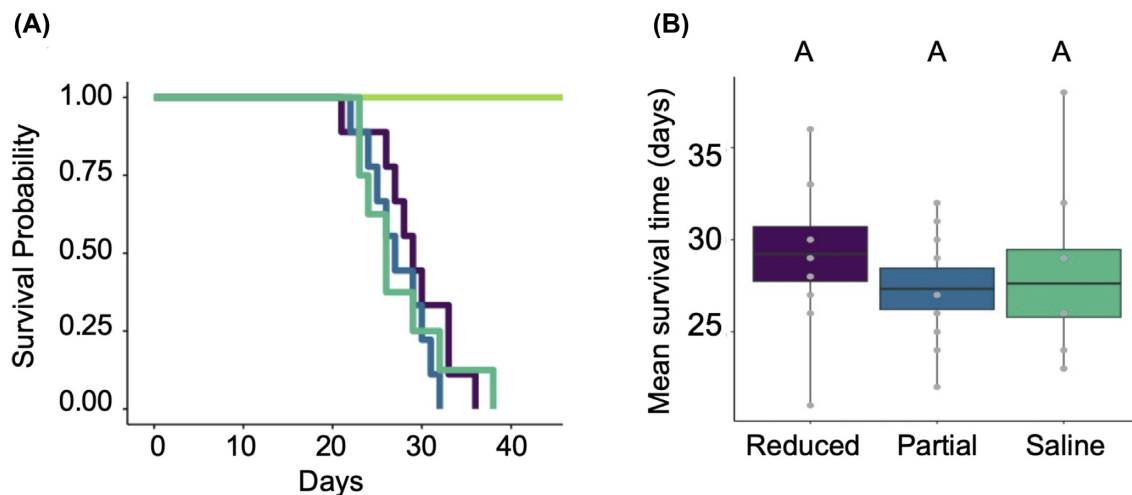 (A)
Survival Probability
1.00
0.75
0.50
0.25
0.00
0 10 20 30 40
Days
(B)
A A A
Mean survival time (days)
35
30
25
Reduced Partial Saline